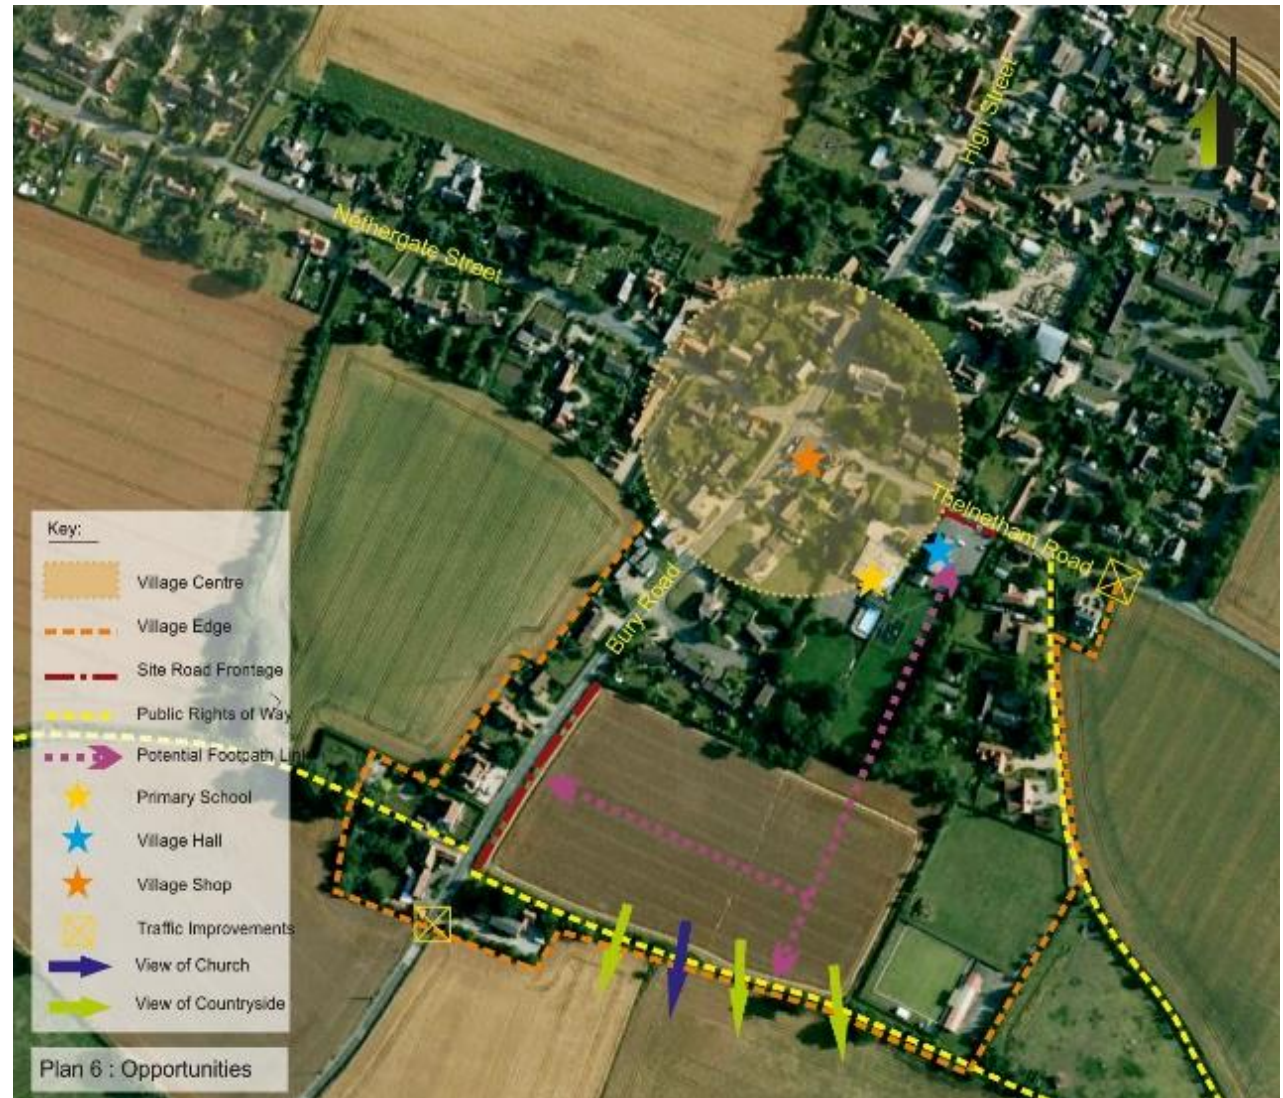 N
High Street
Nethergate Street
Thelnetham Road
Bury Road
Key:
Village Centre
Village Edge
Site Road Frontage
Public Rights of Way
Potential Footpath Link
Primary School
Village Hall
Village Shop
Traffic Improvements
View of Church
View of Countryside
Plan 6 : Opportunities